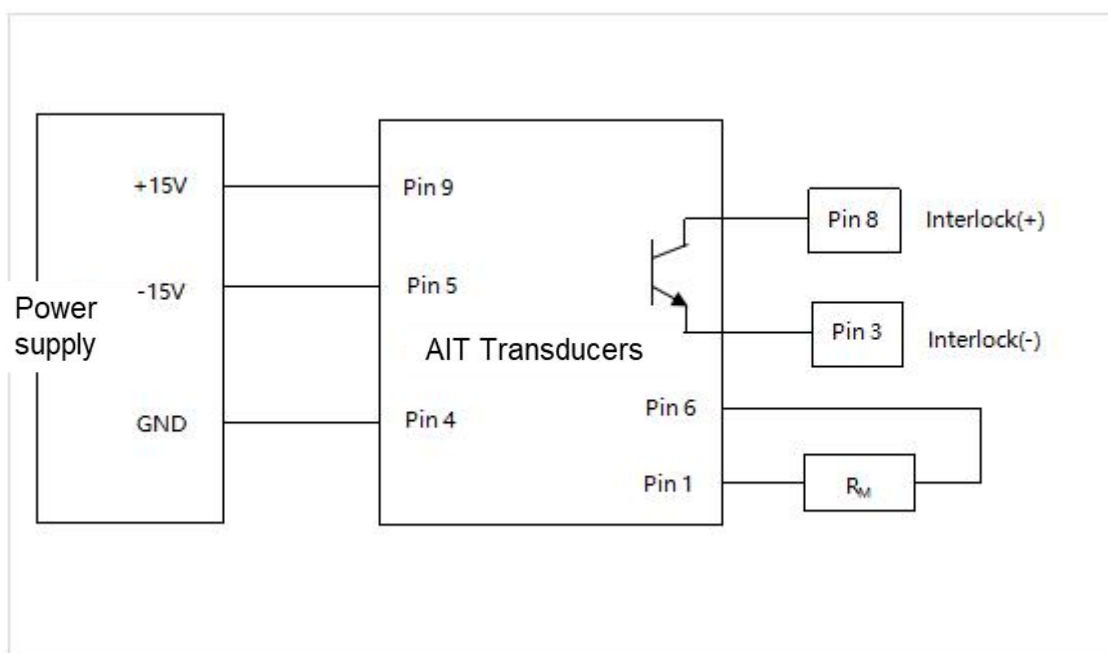 +15V
Pin 9
Pin 8
Interlock(+)
-15V
Pin 5
Power
supply
Pin 3
Interlock(-)
AIT Transducers
GND
Pin 4
Pin 6
Pin 1
RM